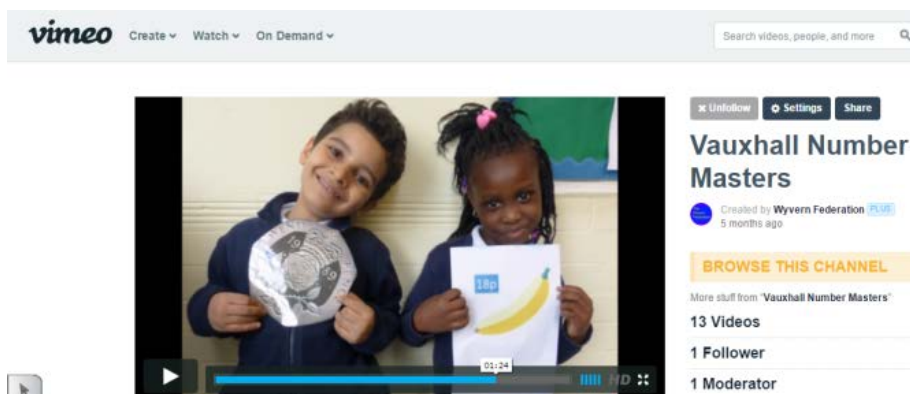 vimeo Create Watch On Demand
Search videos, people, and more
x Unfollow Settings Share
Vauxhall Number
Masters
Created by Wyvern Federation PLUS
5 months ago
BROWSE THIS CHANNEL
More stuff from "Vauxhall Number Masters"
13 Videos
1 Follower
1 Moderator
18p
01:24
HD